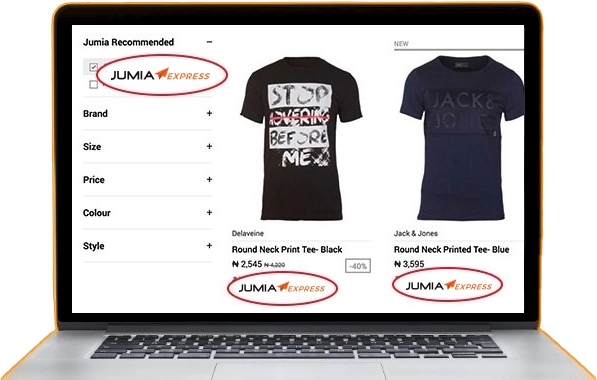 Jumia Recommended −
JUMIA EXPRESS
Brand +
Size +
Price +
Colour +
Style +
STOP
HOVERING
BEFORE
ME
Delaveine
Round Neck Print Tee- Black
₦ 2,545 ₦ 4,220 -40%
JUMIA EXPRESS
NEW
JACK&
JONES
Jack & Jones
Round Neck Printed Tee- Blue
₦ 3,595
JUMIA EXPRESS